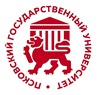 ПСКОВСКИЙ ГОСУДАРСТВЕННЫЙ УНИВЕРСИТЕТ